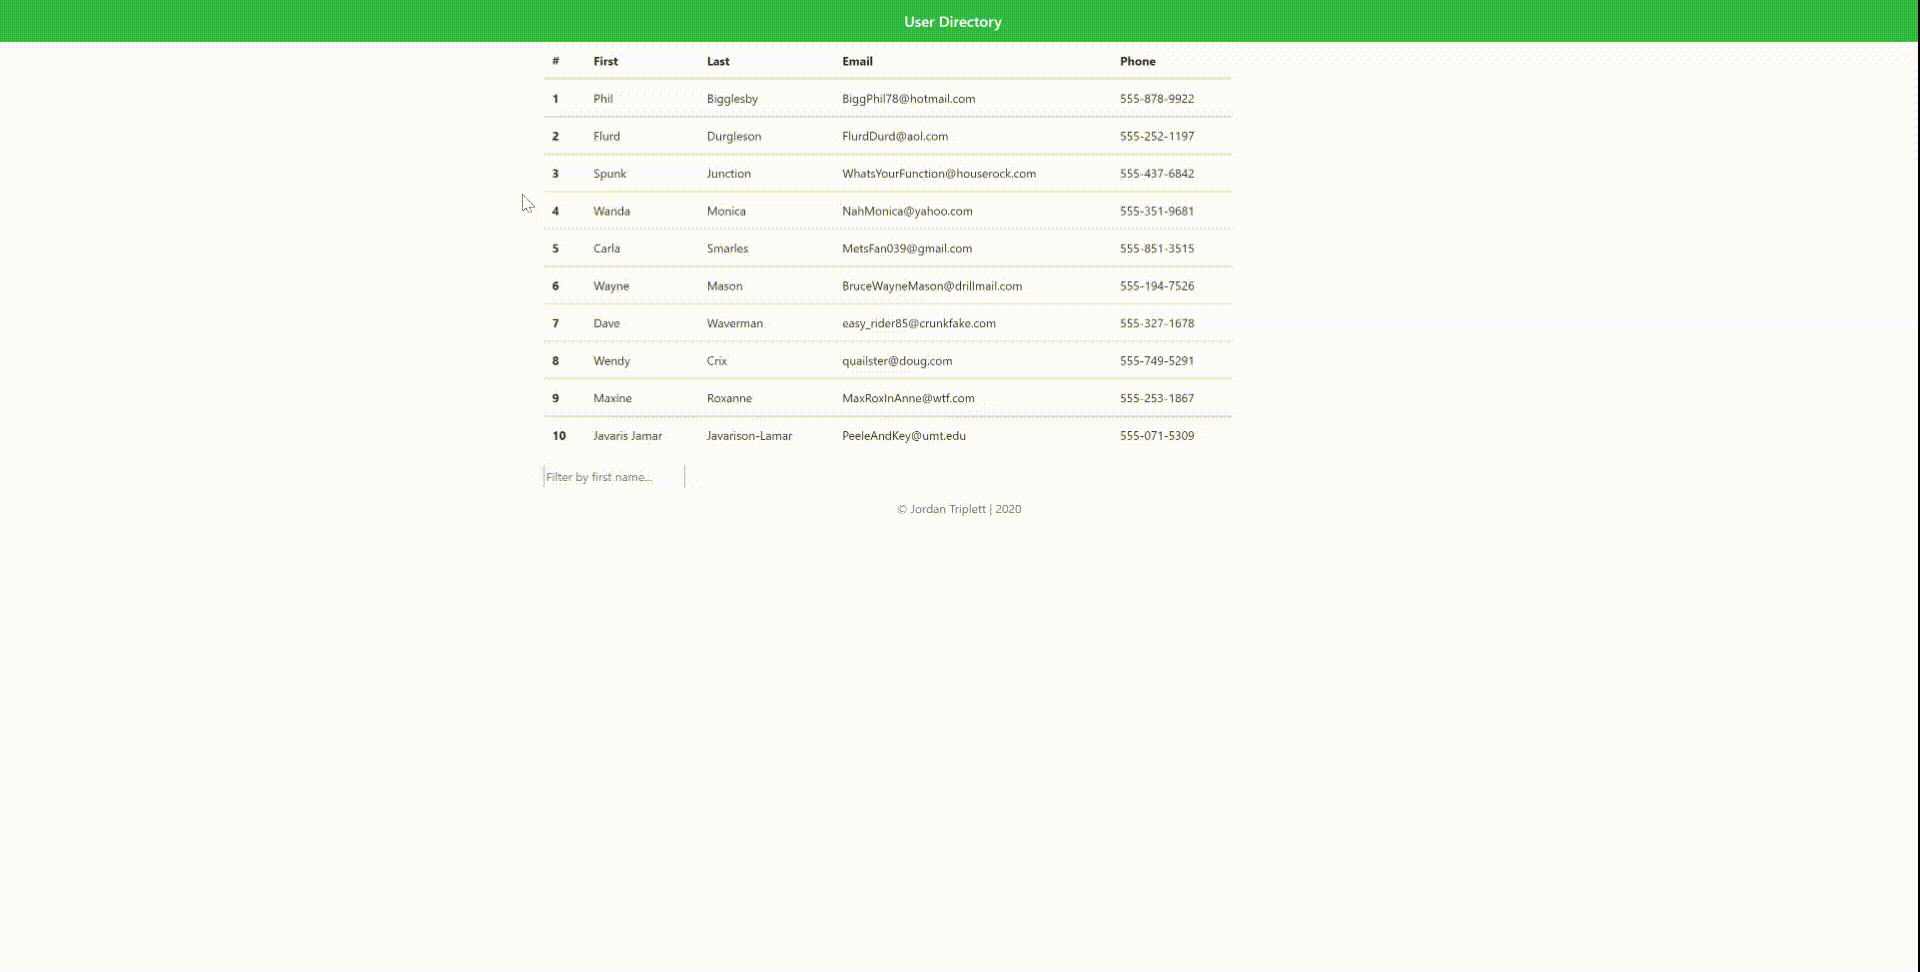 User Directory
# First Last Email Phone
1 Phil Bigglesby BiggPhil78@hotmail.com 555-878-9922
2 Flurd Durgleson FlurdDurd@aol.com 555-252-1197
3 Spunk Junction WhatsYourFunction@houserock.com 555-437-6842
4 Wanda Monica NahMonica@yahoo.com 555-351-9681
5 Carla Smarles MetsFan039@gmail.com 555-851-3515
6 Wayne Mason BruceWayneMason@drillmail.com 555-194-7526
7 Dave Waverman easy_rider85@crunkfake.com 555-327-1678
8 Wendy Crix quailster@doug.com 555-749-5291
9 Maxine Roxanne MaxRoxInAnne@wtf.com 555-253-1867
10 Javaris Jamar Javarison-Lamar PeeleAndKey@umt.edu 555-071-5309
Filter by first name...
© Jordan Triplett | 2020